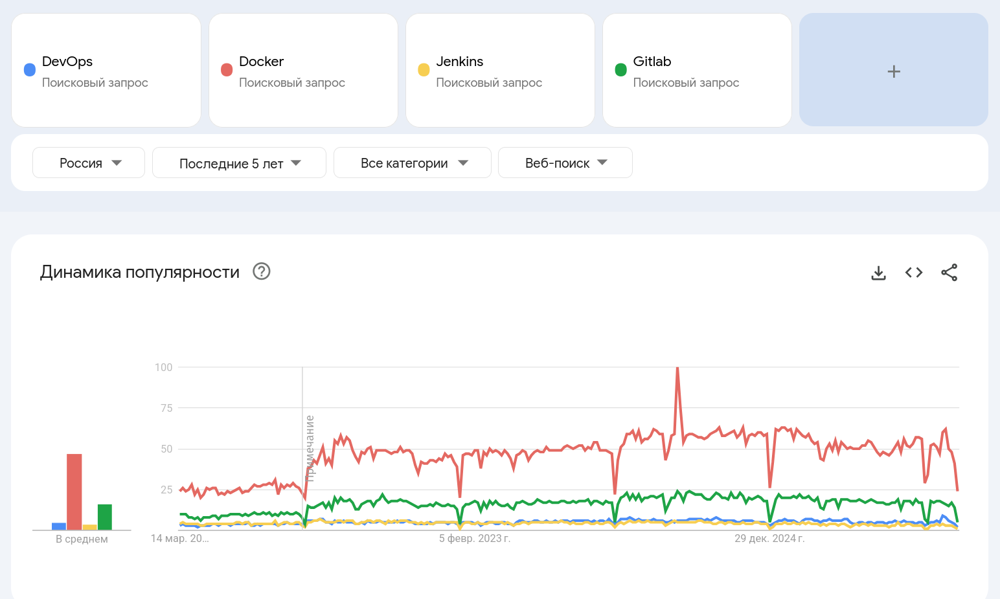 DevOps
Поисковый запрос
Docker
Поисковый запрос
Jenkins
Поисковый запрос
Gitlab
Поисковый запрос
+
Россия
Последние 5 лет
Все категории
Веб-поиск
Динамика популярности
?
100
75
50
25
Примечание
В среднем
14 мар. 20...
5 февр. 2023 г.
29 дек. 2024 г.